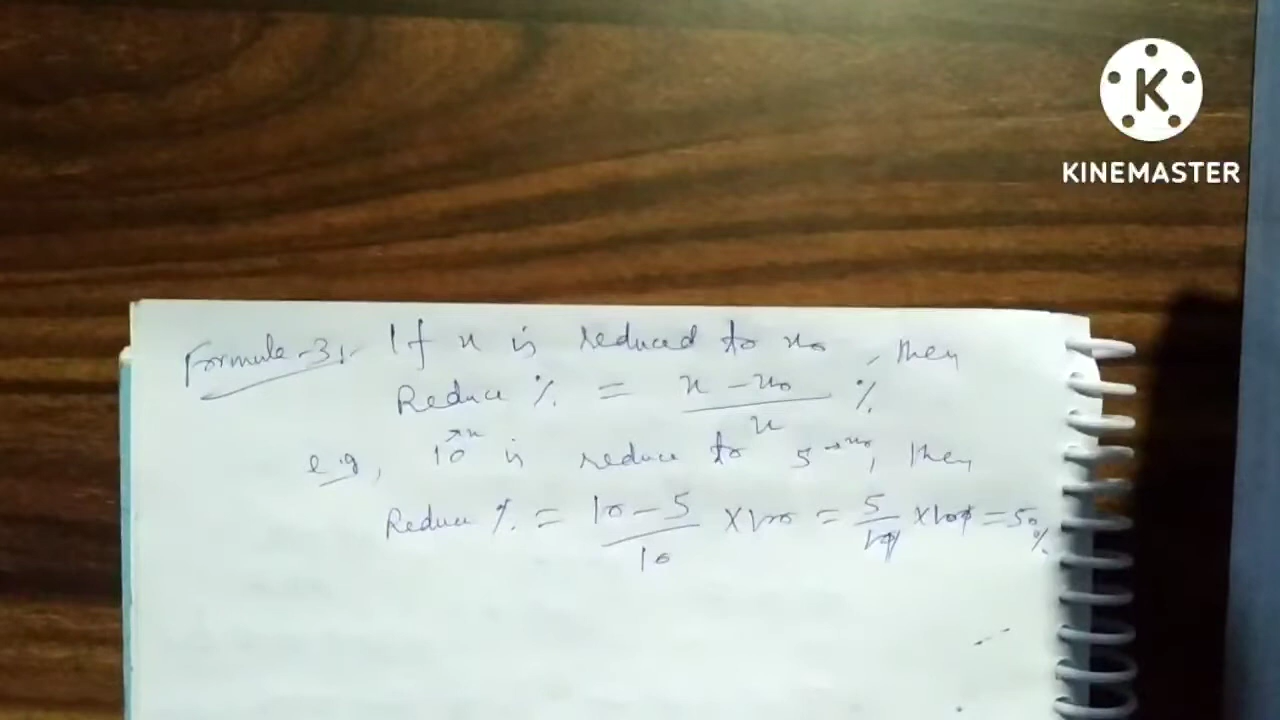 K
KINEMASTER
Formula-3:- If x is reduced to x₀, then
Reduce % = x - x₀ / x %
e.g, 10→x is reduce to 5→x₀, then
Reduce % = 10-5 / 10 ×100 = 5/10 ×100 = 50%